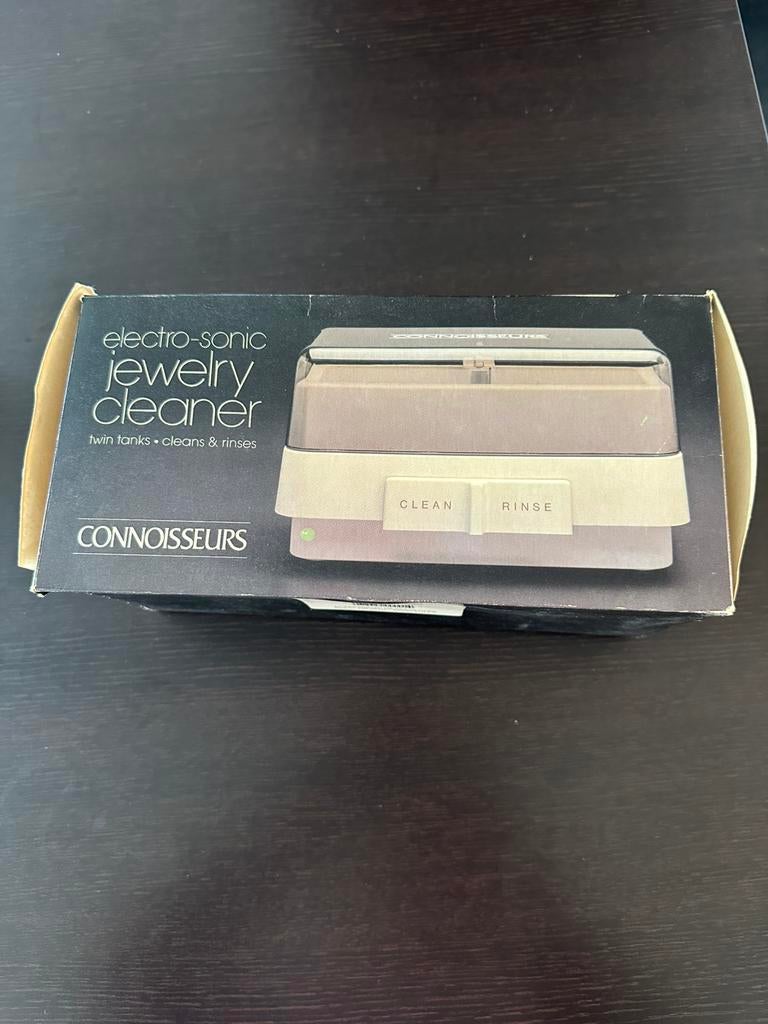 electro-sonic
jewelry
cleaner
twin tanks • cleans & rinses
CONNOISSEURS
CONNOISSEURS
CLEAN
RINSE